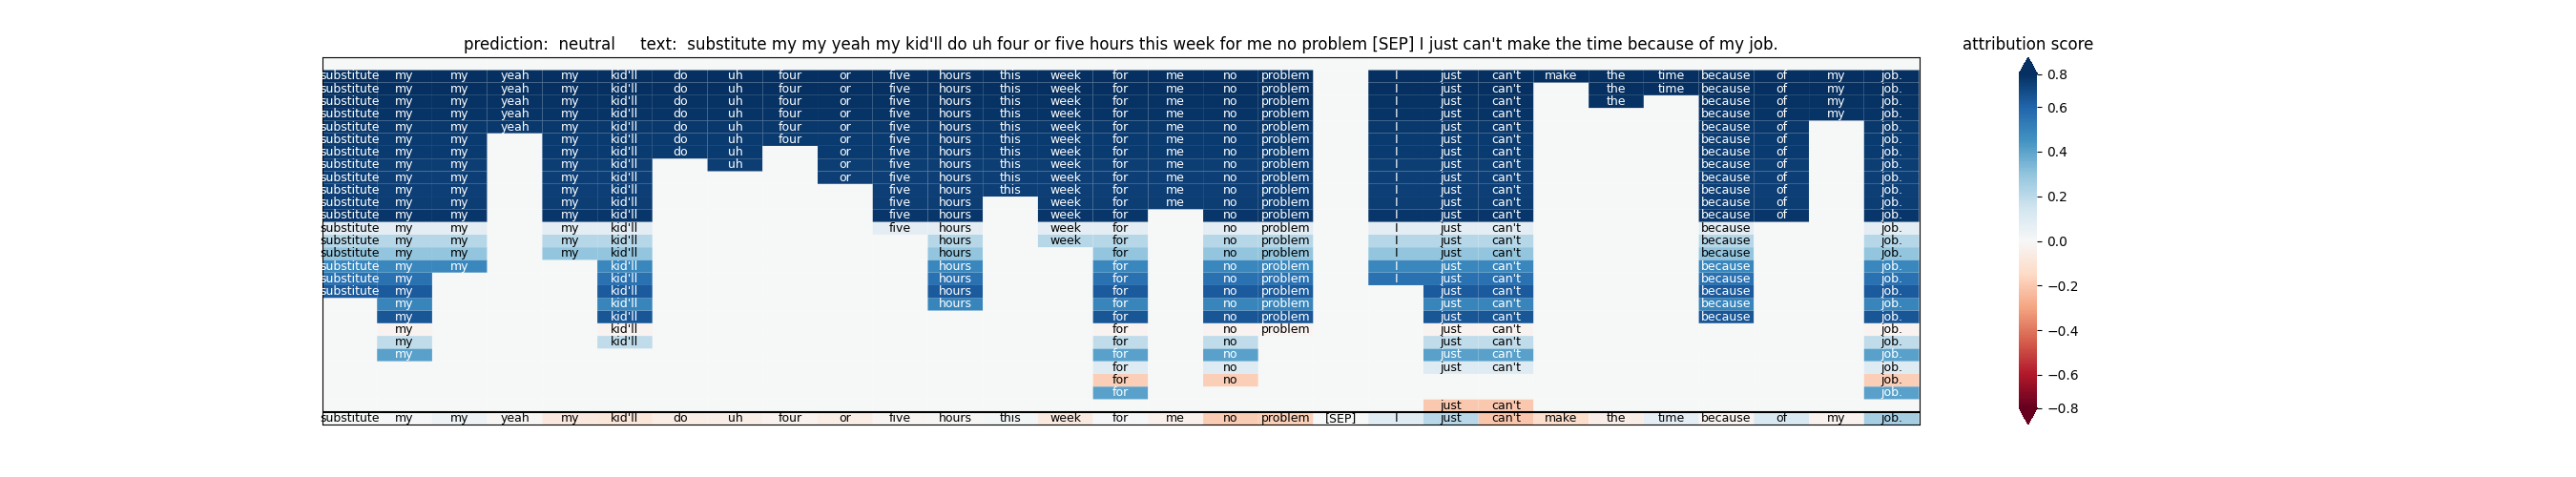 prediction: neutral text: substitute my my yeah my kid'll do uh four or five hours this week for me no problem [SEP] I just can't make the time because of my job.
substitute my my yeah my kid'll do uh four or five hours this week for me no problem I just can't make the time because of my job.
substitute my my yeah my kid'll do uh four or five hours this week for me no problem I just can't the time because of my job.
substitute my my yeah my kid'll do uh four or five hours this week for me no problem I just can't the because of my job.
substitute my my yeah my kid'll do uh four or five hours this week for me no problem I just can't because of my job.
substitute my my yeah my kid'll do uh four or five hours this week for me no problem I just can't because of job.
substitute my my my kid'll do uh four or five hours this week for me no problem I just can't because of job.
substitute my my my kid'll do uh or five hours this week for me no problem I just can't because of job.
substitute my my my kid'll uh or five hours this week for me no problem I just can't because of job.
substitute my my my kid'll or five hours this week for me no problem I just can't because of job.
substitute my my my kid'll five hours this week for me no problem I just can't because of job.
substitute my my my kid'll five hours week for me no problem I just can't because of job.
substitute my my my kid'll five hours week for no problem I just can't because of job.
substitute my my my kid'll five hours week for no problem I just can't because job.
substitute my my my kid'll hours week for no problem I just can't because job.
substitute my my my kid'll hours for no problem I just can't because job.
substitute my my kid'll hours for no problem I just can't because job.
substitute my kid'll hours for no problem I just can't because job.
substitute my kid'll hours for no problem just can't because job.
my kid'll hours for no problem just can't because job.
my kid'll for no problem just can't because job.
my kid'll for no problem just can't job.
my kid'll for no just can't job.
my for no just can't job.
for no just can't job.
for no job.
for job.
just can't
substitute my my yeah my kid'll do uh four or five hours this week for me no problem [SEP] I just can't make the time because of my job.
attribution score
0.8
0.6
0.4
0.2
0.0
−0.2
−0.4
−0.6
−0.8